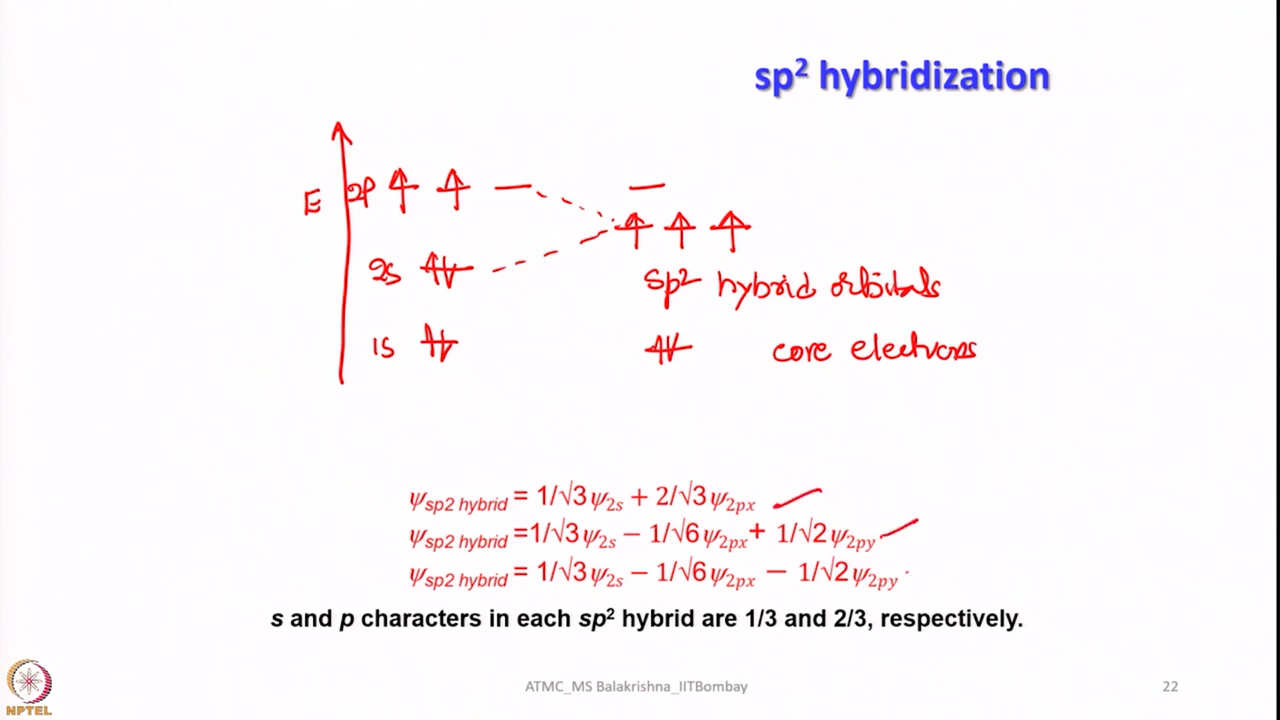 sp² hybridization
E 2P
2s
sp² hybrid orbitals
1s core electrons
ψsp2 hybrid = 1/√3 ψ2s + 2/√3 ψ2px
ψsp2 hybrid =1/√3 ψ2s − 1/√6 ψ2px+ 1/√2 ψ2py
ψsp2 hybrid = 1/√3 ψ2s − 1/√6 ψ2px − 1/√2 ψ2py
s and p characters in each sp² hybrid are 1/3 and 2/3, respectively.
NPTEL
ATMC_MS Balakrishna_IITBombay
22